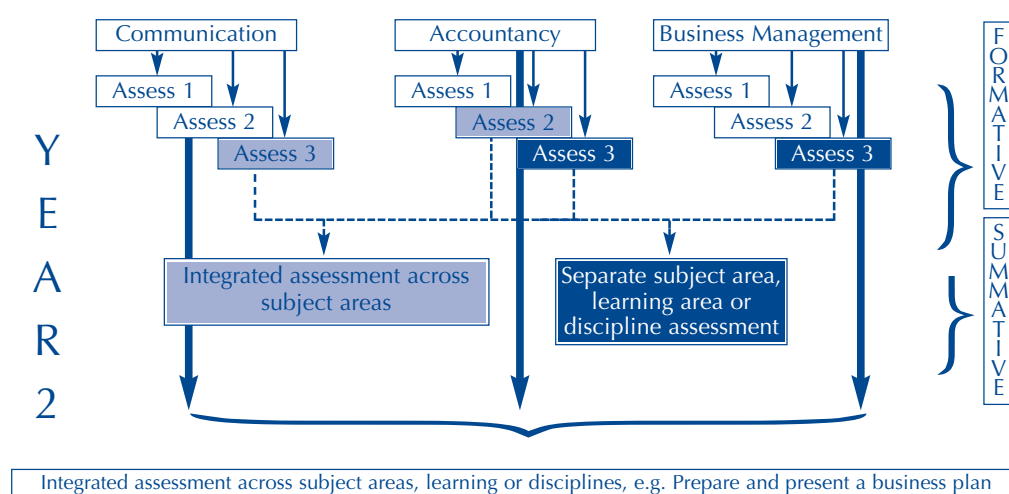 Communication
Accountancy
Business Management
Assess 1
Assess 1
Assess 1
Assess 2
Assess 2
Assess 2
Assess 3
Assess 3
Assess 3
YEAR 2
FORMATIVE
SUMMATIVE
Integrated assessment across
subject areas
Separate subject area,
learning area or
discipline assessment
Integrated assessment across subject areas, learning or disciplines, e.g. Prepare and present a business plan